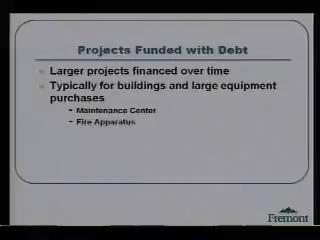 Projects Funded with Debt
Larger projects financed over time
Typically for buildings and large equipment
purchases
- Maintenance Center
- Fire Apparatus
Fremont